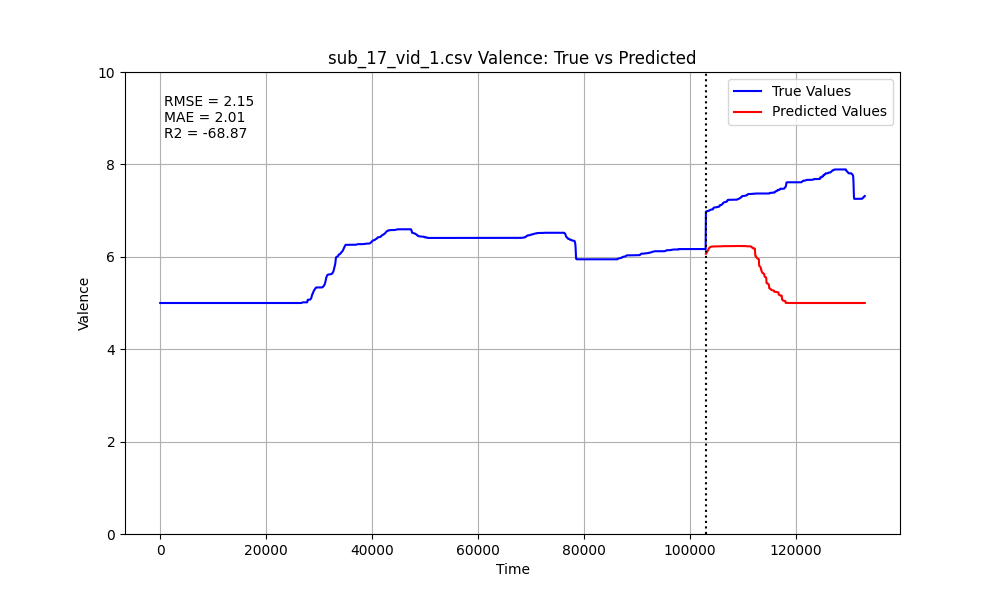 sub_17_vid_1.csv Valence: True vs Predicted
10
8
6
4
2
0
Valence
RMSE = 2.15
MAE = 2.01
R2 = -68.87
True Values
Predicted Values
0 20000 40000 60000 80000 100000 120000
Time